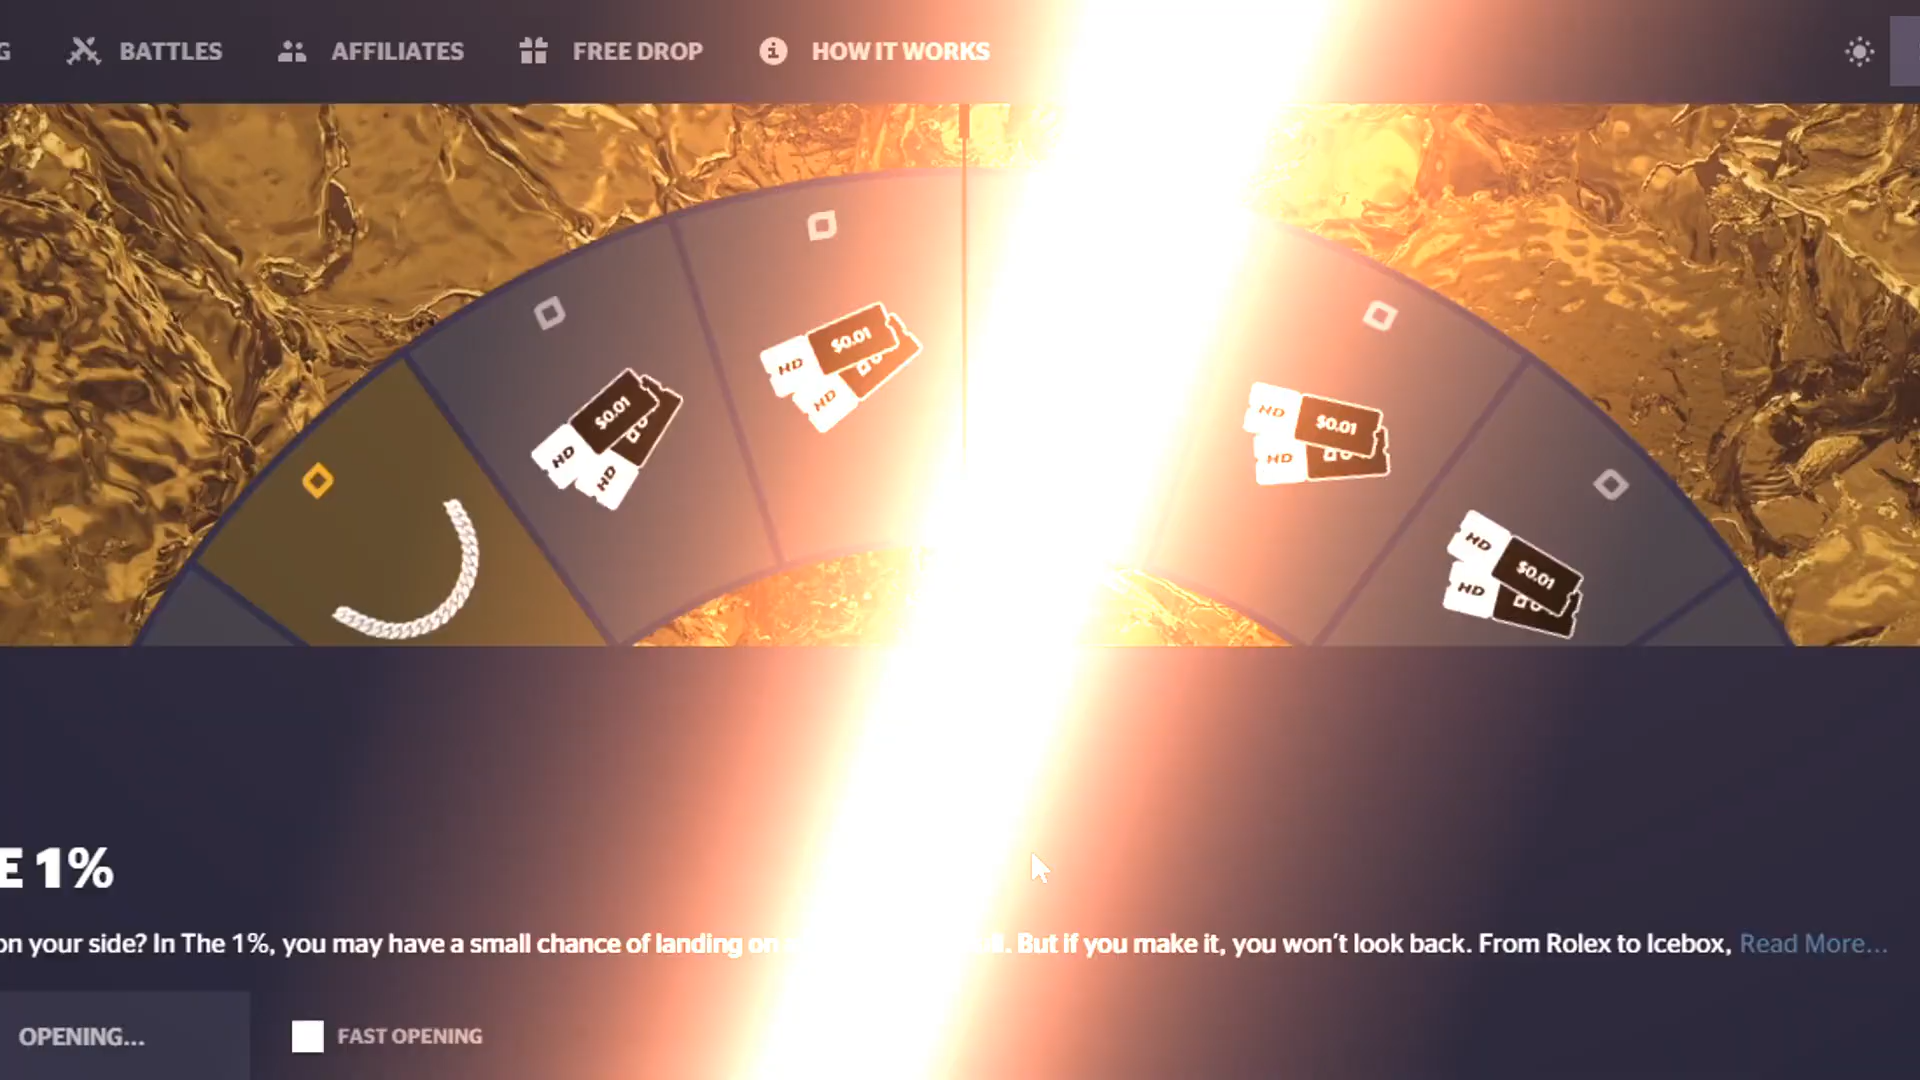 G BATTLES AFFILIATES FREE DROP HOW IT WORKS
$0.01 HD HD
$0.01 HD HD
$0.01 HD HD
$0.01 HD HD
E 1%
on your side? In The 1%, you may have a small chance of landing on . But if you make it, you won't look back. From Rolex to Icebox, Read More...
OPENING... FAST OPENING